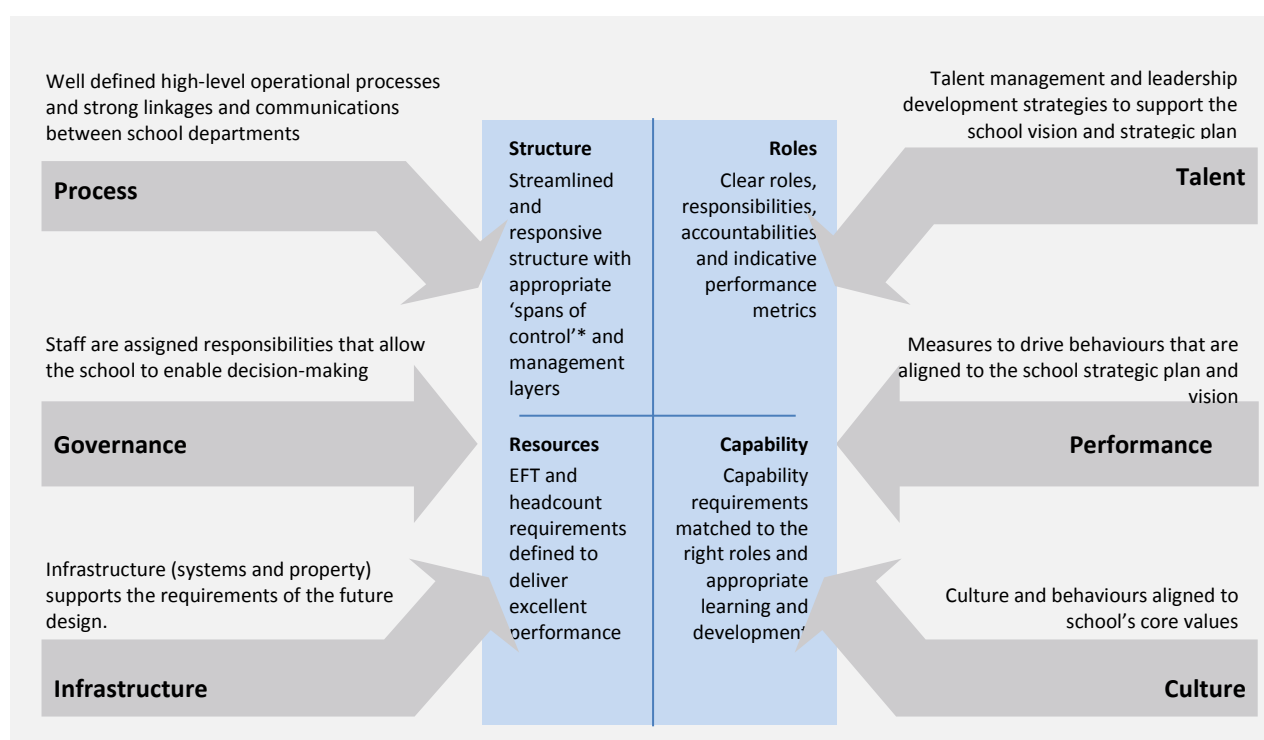 Well defined high-level operational processes
and strong linkages and communications
between school departments
Process
Staff are assigned responsibilities that allow
the school to enable decision-making
Governance
Infrastructure (systems and property)
supports the requirements of the future
design.
Infrastructure
Structure
Streamlined
and
responsive
structure with
appropriate
‘spans of
control’* and
management
layers
Roles
Clear roles,
responsibilities,
accountabilities
and indicative
performance
metrics
Resources
EFT and
headcount
requirements
defined to
deliver
excellent
performance
Capability
Capability
requirements
matched to the
right roles and
appropriate
learning and
development
Talent management and leadership
development strategies to support the
school vision and strategic plan
Talent
Measures to drive behaviours that are
aligned to the school strategic plan and
vision
Performance
Culture and behaviours aligned to
school’s core values
Culture